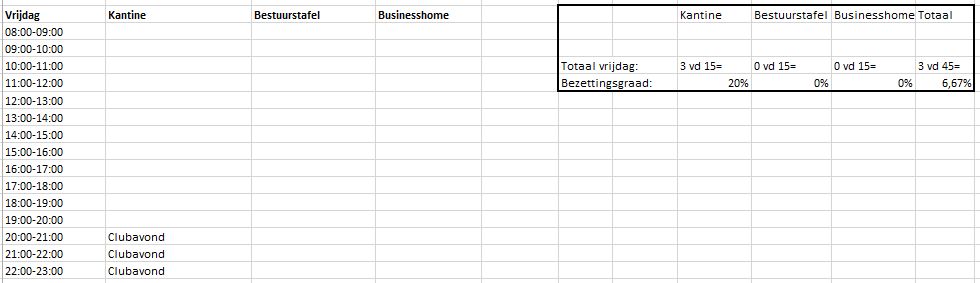 Vrijdag Kantine Bestuurstafel Businesshome Kantine Bestuurstafel Businesshome Totaal
08:00-09:00
09:00-10:00
10:00-11:00 Totaal vrijdag: 3 vd 15= 0 vd 15= 0 vd 15= 3 vd 45=
11:00-12:00 Bezettingsgraad: 20% 0% 0% 6,67%
12:00-13:00
13:00-14:00
14:00-15:00
15:00-16:00
16:00-17:00
17:00-18:00
18:00-19:00
19:00-20:00
20:00-21:00 Clubavond
21:00-22:00 Clubavond
22:00-23:00 Clubavond